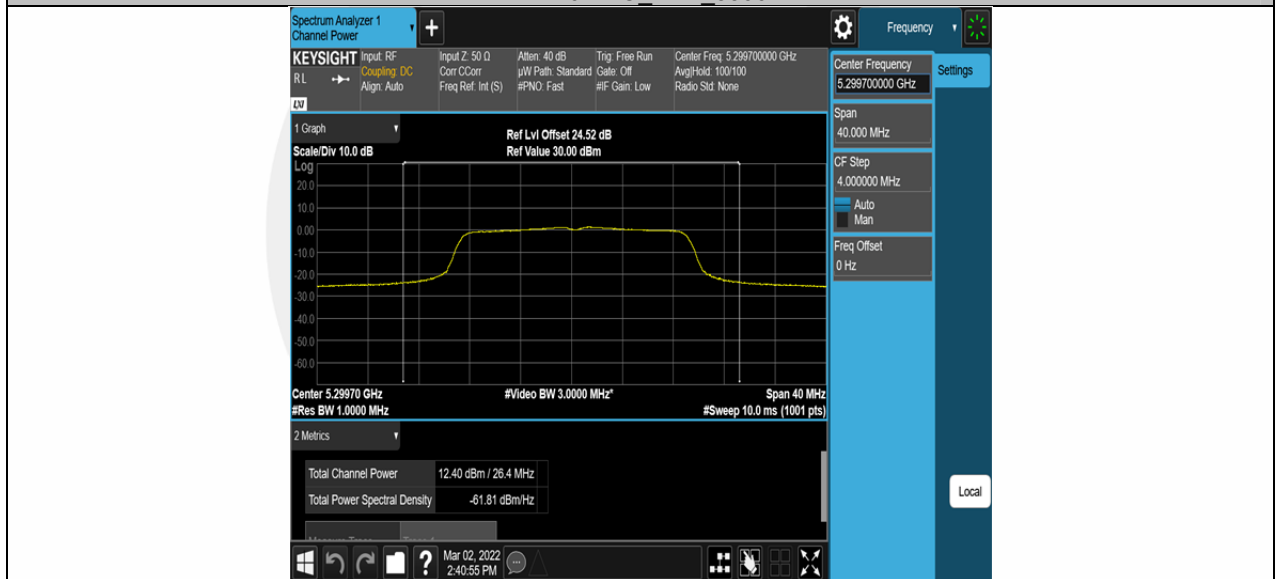 Spectrum Analyzer 1
Channel Power
+
Frequency
KEYSIGHT
RL
LXI
Input: RF
Coupling: DC
Align: Auto
Input Z: 50 Ω
Corr CCorr
Freq Ref: Int (S)
Atten: 40 dB
µW Path: Standard
#PNO: Fast
Trig: Free Run
Gate: Off
#IF Gain: Low
Center Freq: 5.299700000 GHz
Avg|Hold: 100/100
Radio Std: None
Center Frequency
5.299700000 GHz
Settings
Span
40.000 MHz
CF Step
4.000000 MHz
Auto
Man
Freq Offset
0 Hz
Local
1 Graph
Scale/Div 10.0 dB
Ref Lvl Offset 24.52 dB
Ref Value 30.00 dBm
Log
20.0
10.0
0.00
-10.0
-20.0
-30.0
-40.0
-50.0
-60.0
Center 5.29970 GHz
#Video BW 3.0000 MHz*
Span 40 MHz
#Res BW 1.0000 MHz
#Sweep 10.0 ms (1001 pts)
2 Metrics
Total Channel Power 12.40 dBm / 26.4 MHz
Total Power Spectral Density -61.81 dBm/Hz
?
Mar 02, 2022
2:40:55 PM